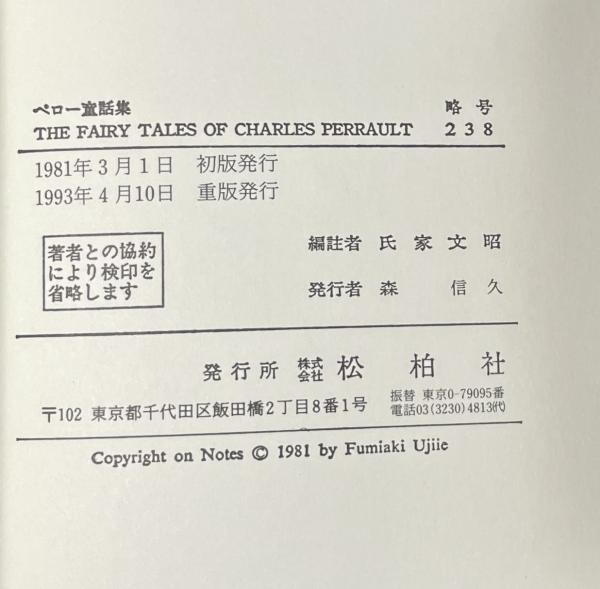 ペロー童話集 略号
THE FAIRY TALES OF CHARLES PERRAULT 238
1981年3月1日 初版発行
1993年4月10日 重版発行
著者との協約
により検印を
省略します
編註者 氏家文昭
発行者 森 信久
発行所 株式会社 松柏社
〒102 東京都千代田区飯田橋2丁目8番1号
振替 東京0-79095番
電話03(3230)4813(代)
Copyright on Notes © 1981 by Fumiaki Ujiie